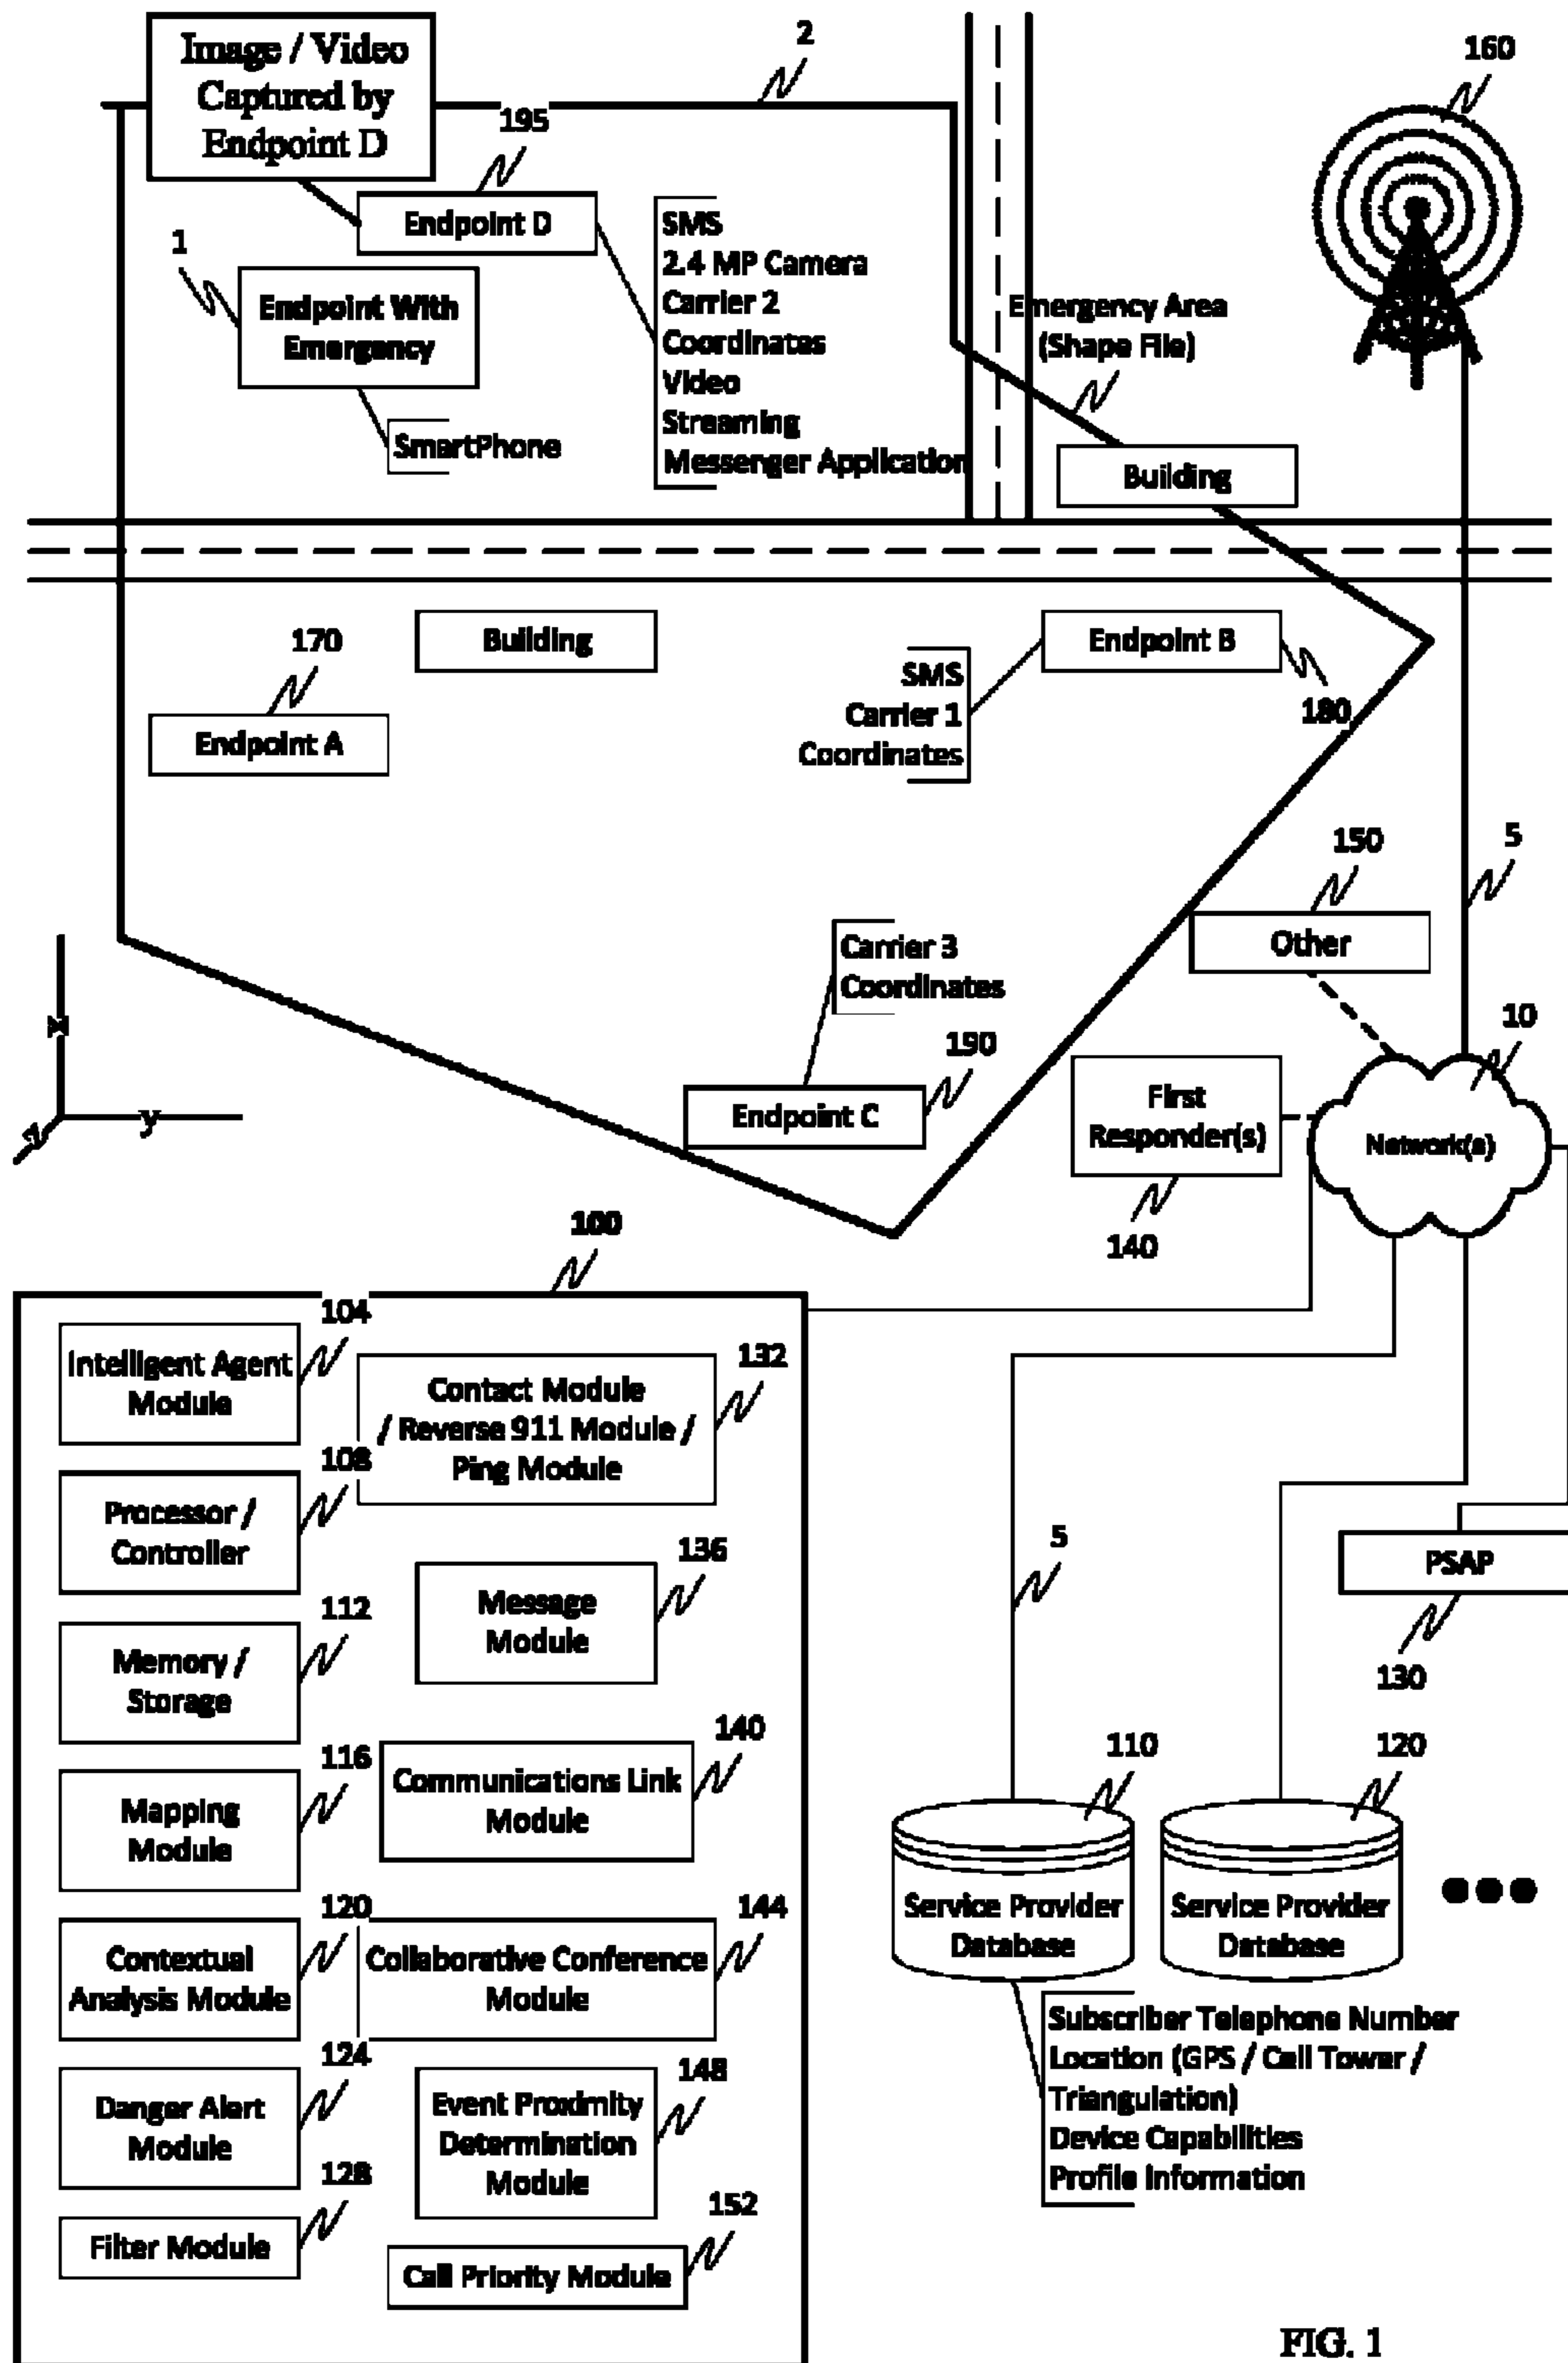 Image / Video
Captured by
Endpoint D
2
160
195
Endpoint D
1
Endpoint With
Emergency
SmartPhone
SMS
2.4 MP Camera
Carrier 2
Coordinates
Video
Streaming
Messenger Application
Emergency Area
(Shape File)
Building
170
Building
Endpoint A
Endpoint B
180
SMS
Carrier 1
Coordinates
150
5
Other
Carrier 3
Coordinates
10
190
Endpoint C
First
Responder(s)
140
Network(s)
x
y
z
100
104
Intelligent Agent
Module
132
Contact Module
/ Reverse 911 Module /
Ping Module
108
Processor /
Controller
136
Message
Module
112
Memory /
Storage
140
Communications Link
Module
116
Mapping
Module
120
Contextual
Analysis Module
144
Collaborative Conference
Module
124
Danger Alert
Module
148
Event Proximity
Determination
Module
128
Filter Module
152
Call Priority Module
5
PSAP
130
110
120
Service Provider
Database
Service Provider
Database
Subscriber Telephone Number
Location (GPS / Cell Tower /
Triangulation)
Device Capabilities
Profile Information
FIG. 1